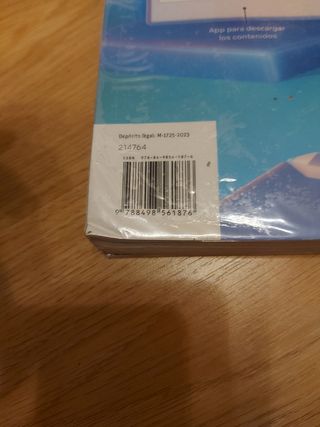 App para descargar
los contenidos
Depósito legal: M-1725-2023
214764
ISBN 978-84-9856-187-6
9 788498 561876